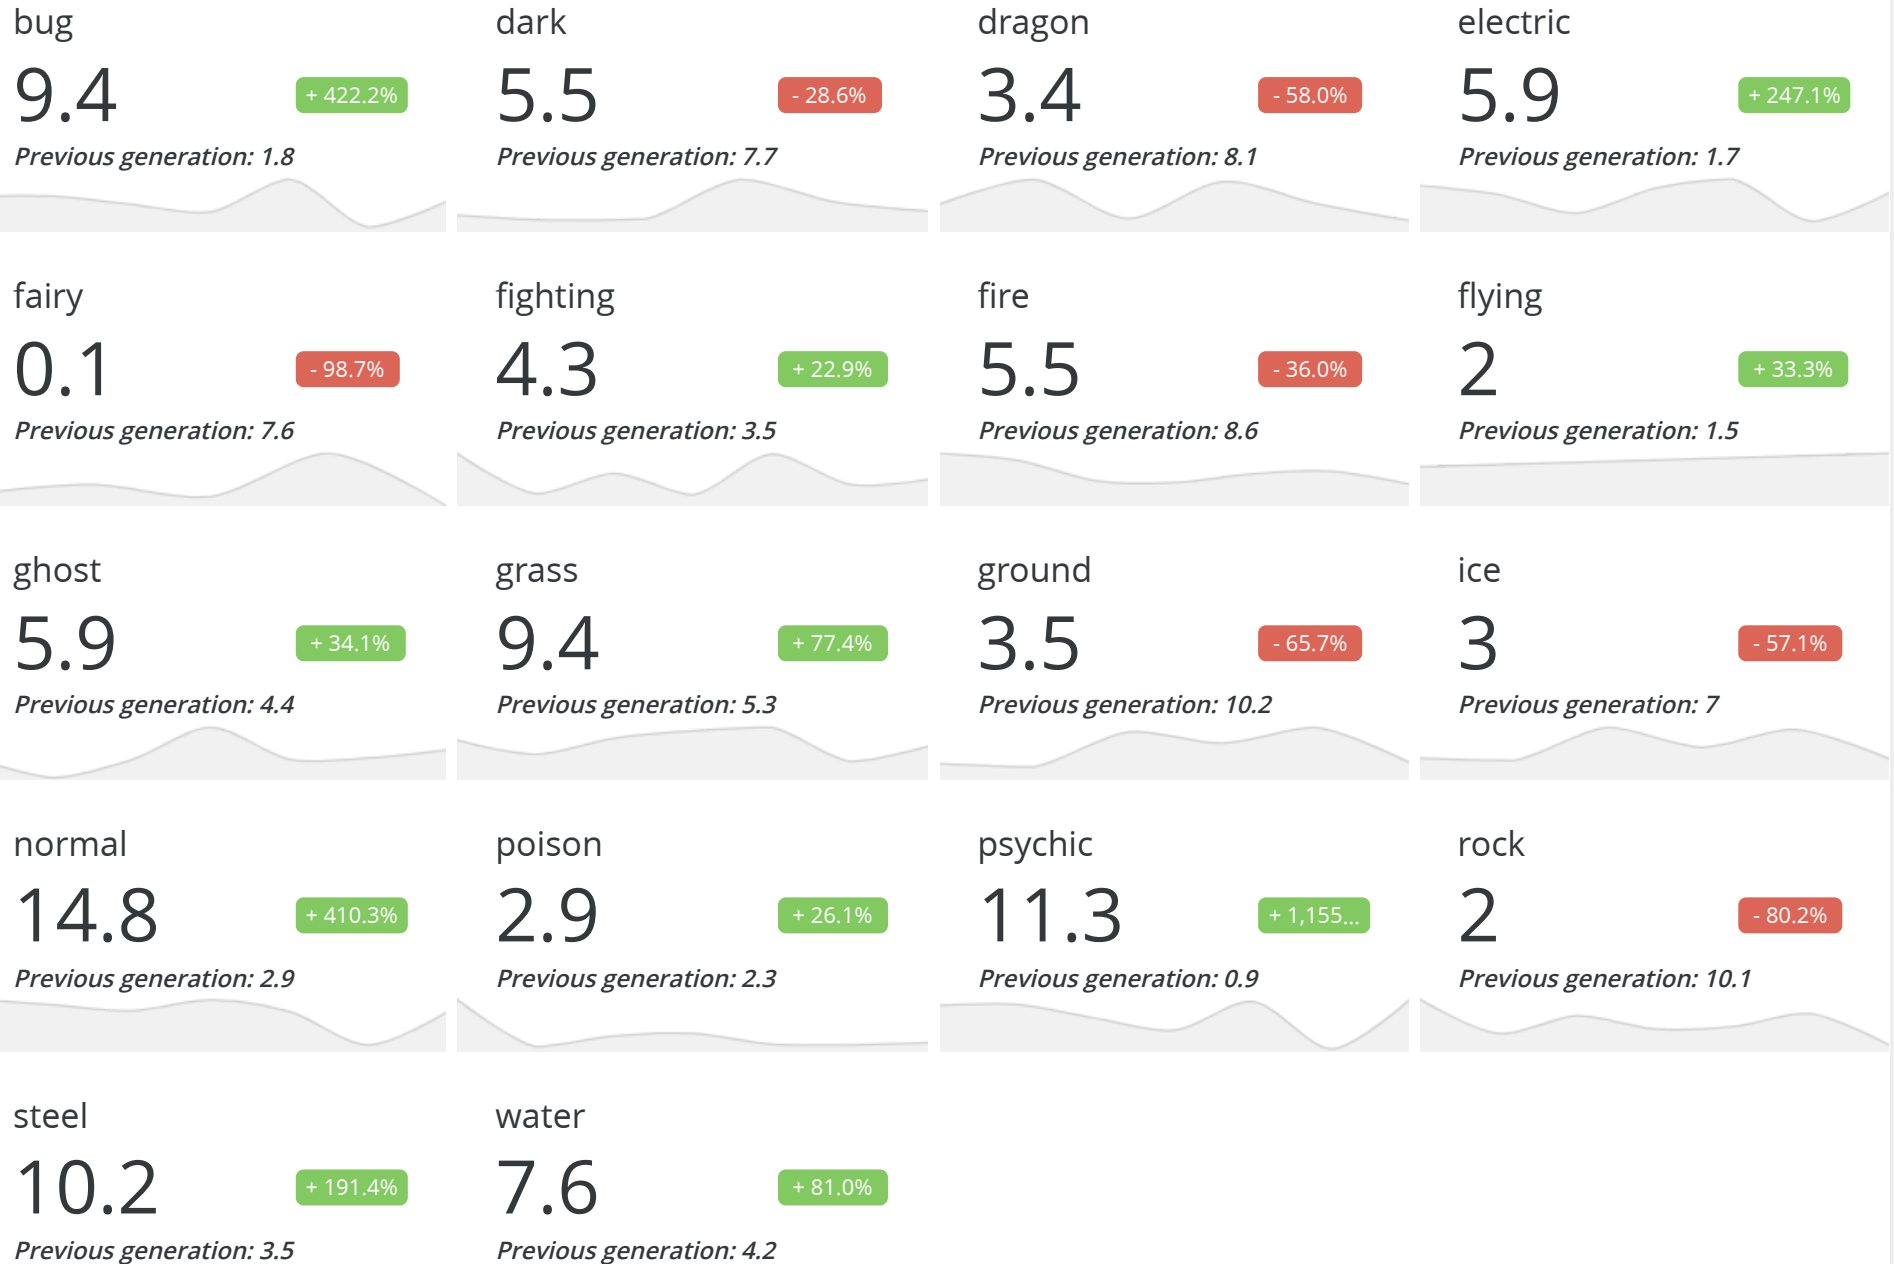 bug
9.4
+ 422.2%
Previous generation: 1.8
dark
5.5
- 28.6%
Previous generation: 7.7
dragon
3.4
- 58.0%
Previous generation: 8.1
electric
5.9
+ 247.1%
Previous generation: 1.7
fairy
0.1
- 98.7%
Previous generation: 7.6
fighting
4.3
+ 22.9%
Previous generation: 3.5
fire
5.5
- 36.0%
Previous generation: 8.6
flying
2
+ 33.3%
Previous generation: 1.5
ghost
5.9
+ 34.1%
Previous generation: 4.4
grass
9.4
+ 77.4%
Previous generation: 5.3
ground
3.5
- 65.7%
Previous generation: 10.2
ice
3
- 57.1%
Previous generation: 7
normal
14.8
+ 410.3%
Previous generation: 2.9
poison
2.9
+ 26.1%
Previous generation: 2.3
psychic
11.3
+ 1,155...
Previous generation: 0.9
rock
2
- 80.2%
Previous generation: 10.1
steel
10.2
+ 191.4%
Previous generation: 3.5
water
7.6
+ 81.0%
Previous generation: 4.2